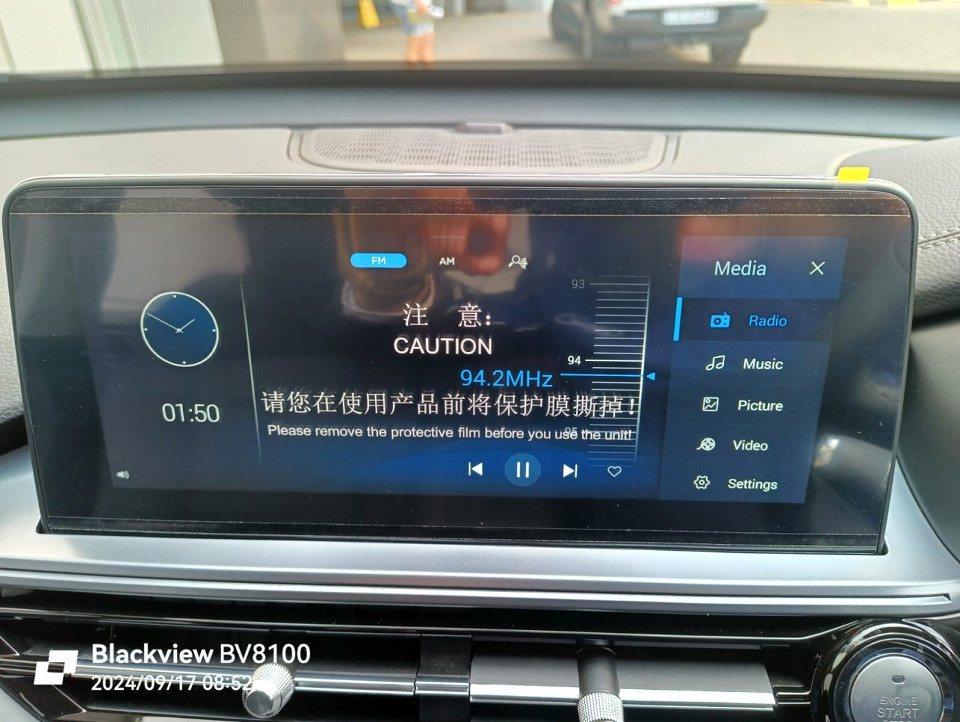 FM
AM
93
Media
Radio
注 意:
CAUTION
94
Music
94.2MHz
01:50
请您在使用产品前将保护膜撕掉!
Picture
Please remove the protective film before you use the unit!
95
Video
Settings
Blackview BV8100
2024/09/17 08:52
ENGINE
START